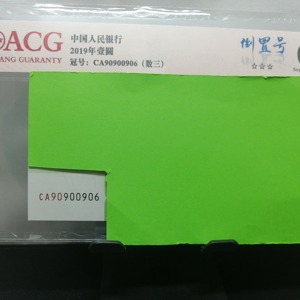 ACG
ANG GUARANTY
中国人民银行
2019年壹圆
冠号：CA90900906（数三）
倒置号
☆☆☆
CA90900906